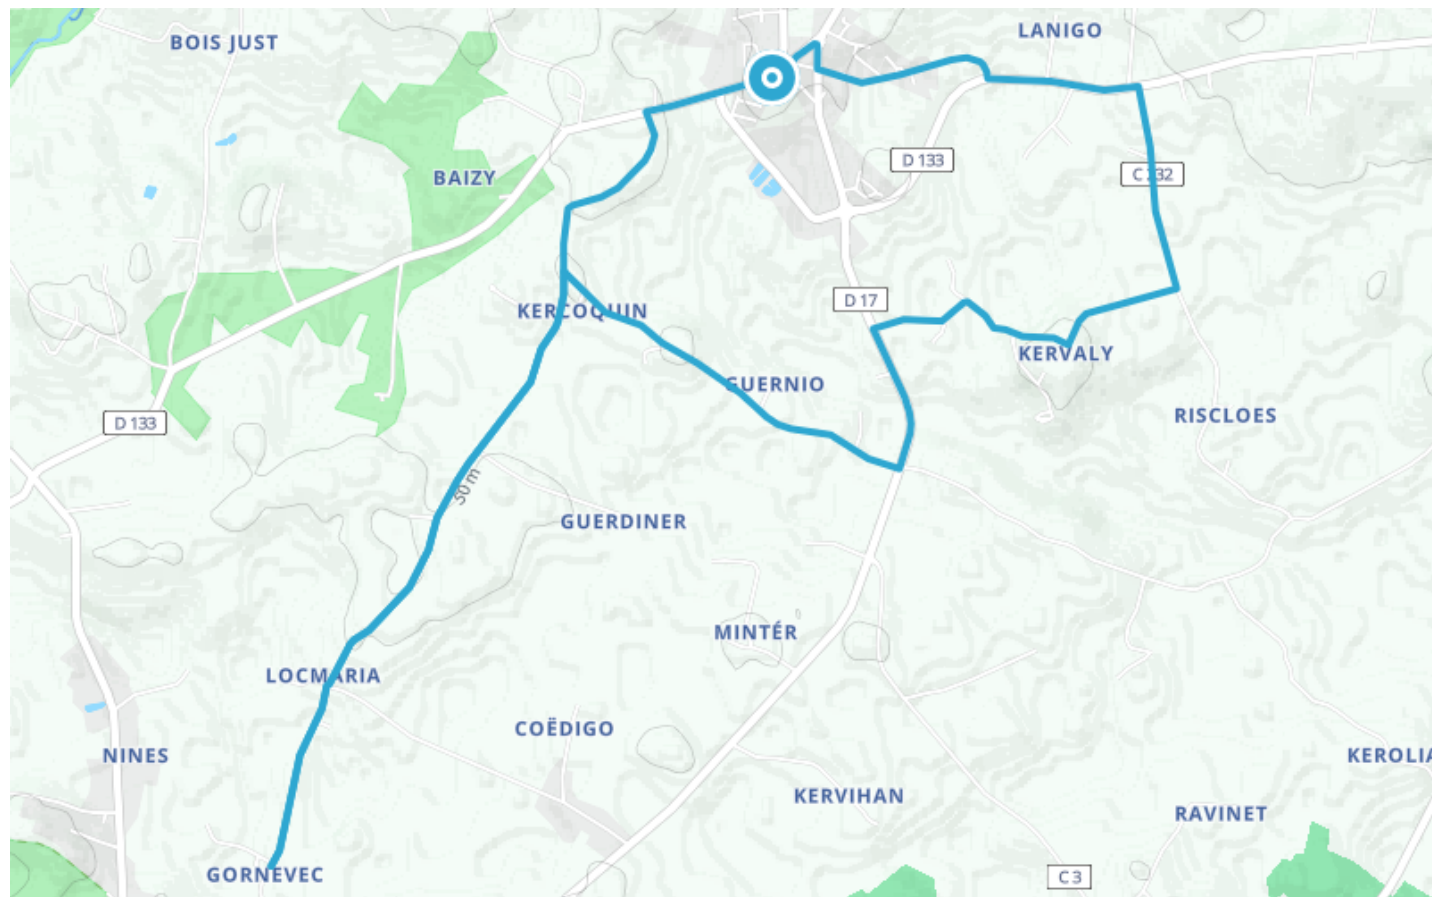 LANIGO
BOIS JUST
D 133
C 232
BAIZY
D 17
KERCOQUIN
KERVALY
GUERNIO
RISCLOES
D 133
50 m
GUERDINER
MINTÉR
LOCMARIA
COËDIGO
NINES
KEROLIA
KERVIHAN
RAVINET
GORNEVEC
C 3